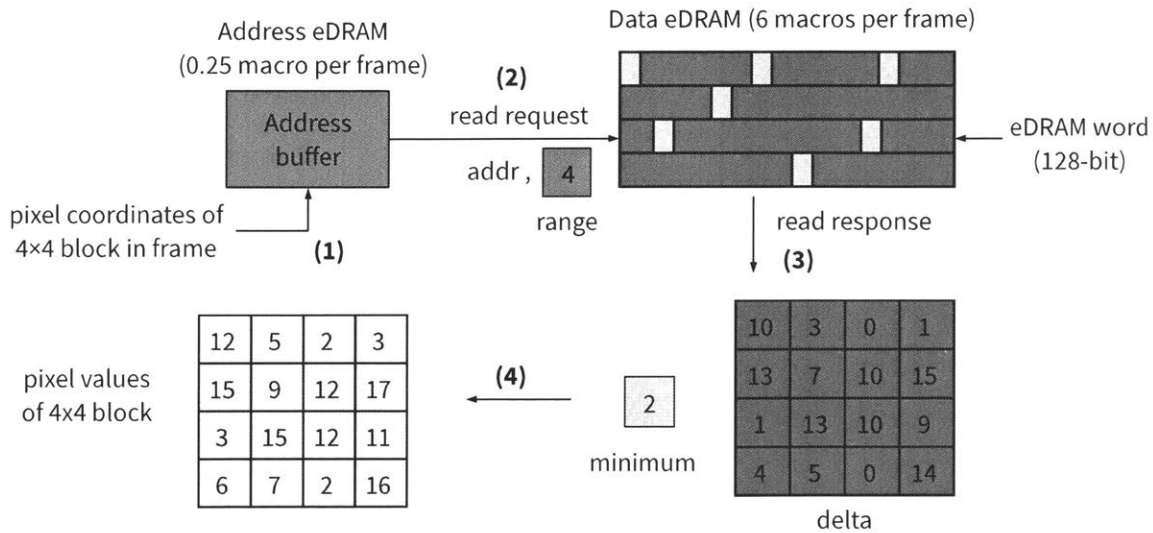 Address eDRAM
(0.25 macro per frame)
Data eDRAM (6 macros per frame)
Address
buffer
(2)
read request
addr , 4
range
eDRAM word
(128-bit)
pixel coordinates of
4×4 block in frame
(1)
read response
(3)
12 5 2 3
15 9 12 17
3 15 12 11
6 7 2 16
pixel values
of 4x4 block
(4)
2
minimum
10 3 0 1
13 7 10 15
1 13 10 9
4 5 0 14
delta